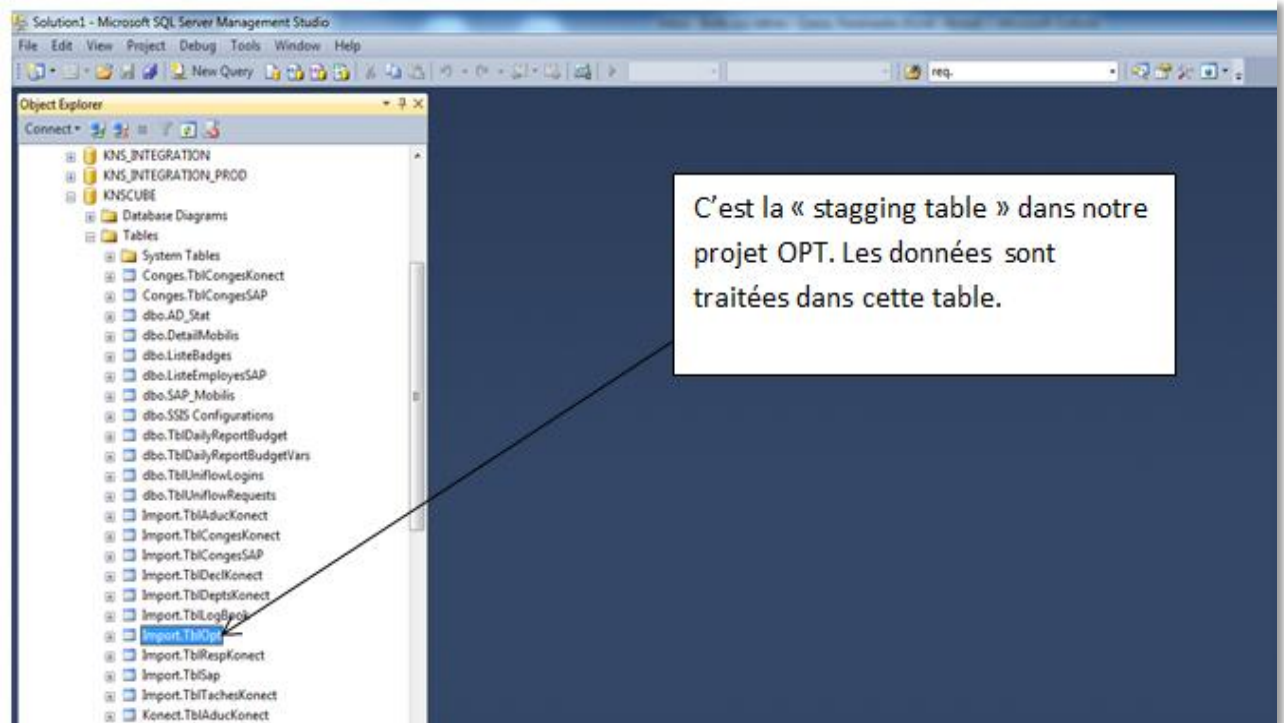 Solution1 - Microsoft SQL Server Management Studio
File Edit View Project Debug Tools Window Help
New Query
req.
Object Explorer
Connect
KNS_INTEGRATION
KNS_INTEGRATION_PROD
KNSCUBE
Database Diagrams
Tables
System Tables
Conges.TblCongesKonect
Conges.TblCongesSAP
dbo.AD_Stat
dbo.DetailMobilis
dbo.ListeBadges
dbo.ListeEmployesSAP
dbo.SAP_Mobilis
dbo.SSIS Configurations
dbo.TblDailyReportBudget
dbo.TblDailyReportBudgetVars
dbo.TblUniflowLogins
dbo.TblUniflowRequests
Import.TblAducKonect
Import.TblCongesKonect
Import.TblCongesSAP
Import.TblDeclKonect
Import.TblDeptsKonect
Import.TblLogBook
Import.TblOpt
Import.TblRespKonect
Import.TblSap
Import.TblTachesKonect
Konect.TblAducKonect
C'est la « stagging table » dans notre
projet OPT. Les données sont
traitées dans cette table.